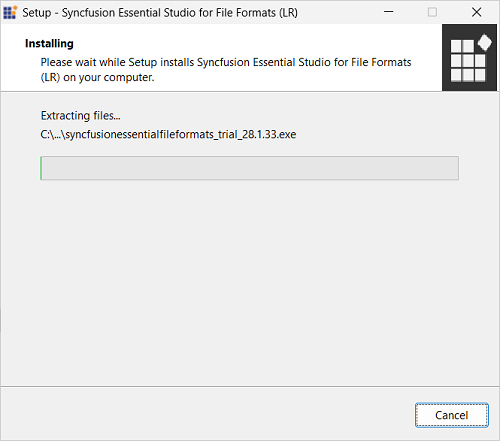 Setup - Syncfusion Essential Studio for File Formats (LR)
Installing
Please wait while Setup installs Syncfusion Essential Studio for File Formats
(LR) on your computer.
Extracting files...
C:\...\syncfusionessentialfileformats_trial_28.1.33.exe
Cancel